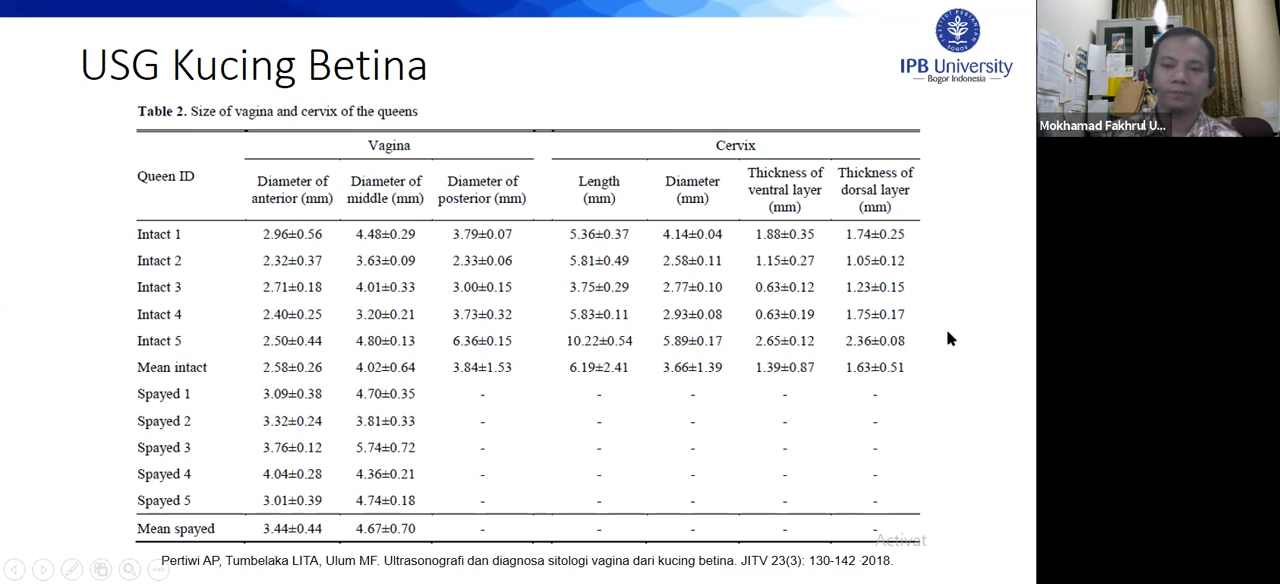 USG Kucing Betina
IPB University
Bogor Indonesia
Table 2. Size of vagina and cervix of the queens
Queen ID
Vagina
Cervix
Diameter of anterior (mm)
Diameter of middle (mm)
Diameter of posterior (mm)
Length (mm)
Diameter (mm)
Thickness of ventral layer (mm)
Thickness of dorsal layer (mm)
Intact 1 2.96±0.56 4.48±0.29 3.79±0.07 5.36±0.37 4.14±0.04 1.88±0.35 1.74±0.25
Intact 2 2.32±0.37 3.63±0.09 2.33±0.06 5.81±0.49 2.58±0.11 1.15±0.27 1.05±0.12
Intact 3 2.71±0.18 4.01±0.33 3.00±0.15 3.75±0.29 2.77±0.10 0.63±0.12 1.23±0.15
Intact 4 2.40±0.25 3.20±0.21 3.73±0.32 5.83±0.11 2.93±0.08 0.63±0.19 1.75±0.17
Intact 5 2.50±0.44 4.80±0.13 6.36±0.15 10.22±0.54 5.89±0.17 2.65±0.12 2.36±0.08
Mean intact 2.58±0.26 4.02±0.64 3.84±1.53 6.19±2.41 3.66±1.39 1.39±0.87 1.63±0.51
Spayed 1 3.09±0.38 4.70±0.35 - - - - -
Spayed 2 3.32±0.24 3.81±0.33 - - - - -
Spayed 3 3.76±0.12 5.74±0.72 - - - - -
Spayed 4 4.04±0.28 4.36±0.21 - - - - -
Spayed 5 3.01±0.39 4.74±0.18 - - - - -
Mean spayed 3.44±0.44 4.67±0.70 - - - - -
Activat
Pertiwi AP, Tumbelaka LITA, Ulum MF. Ultrasonografi dan diagnosa sitologi vagina dari kucing betina. JITV 23(3): 130-142 2018.
Mokhamad Fakhrul U...